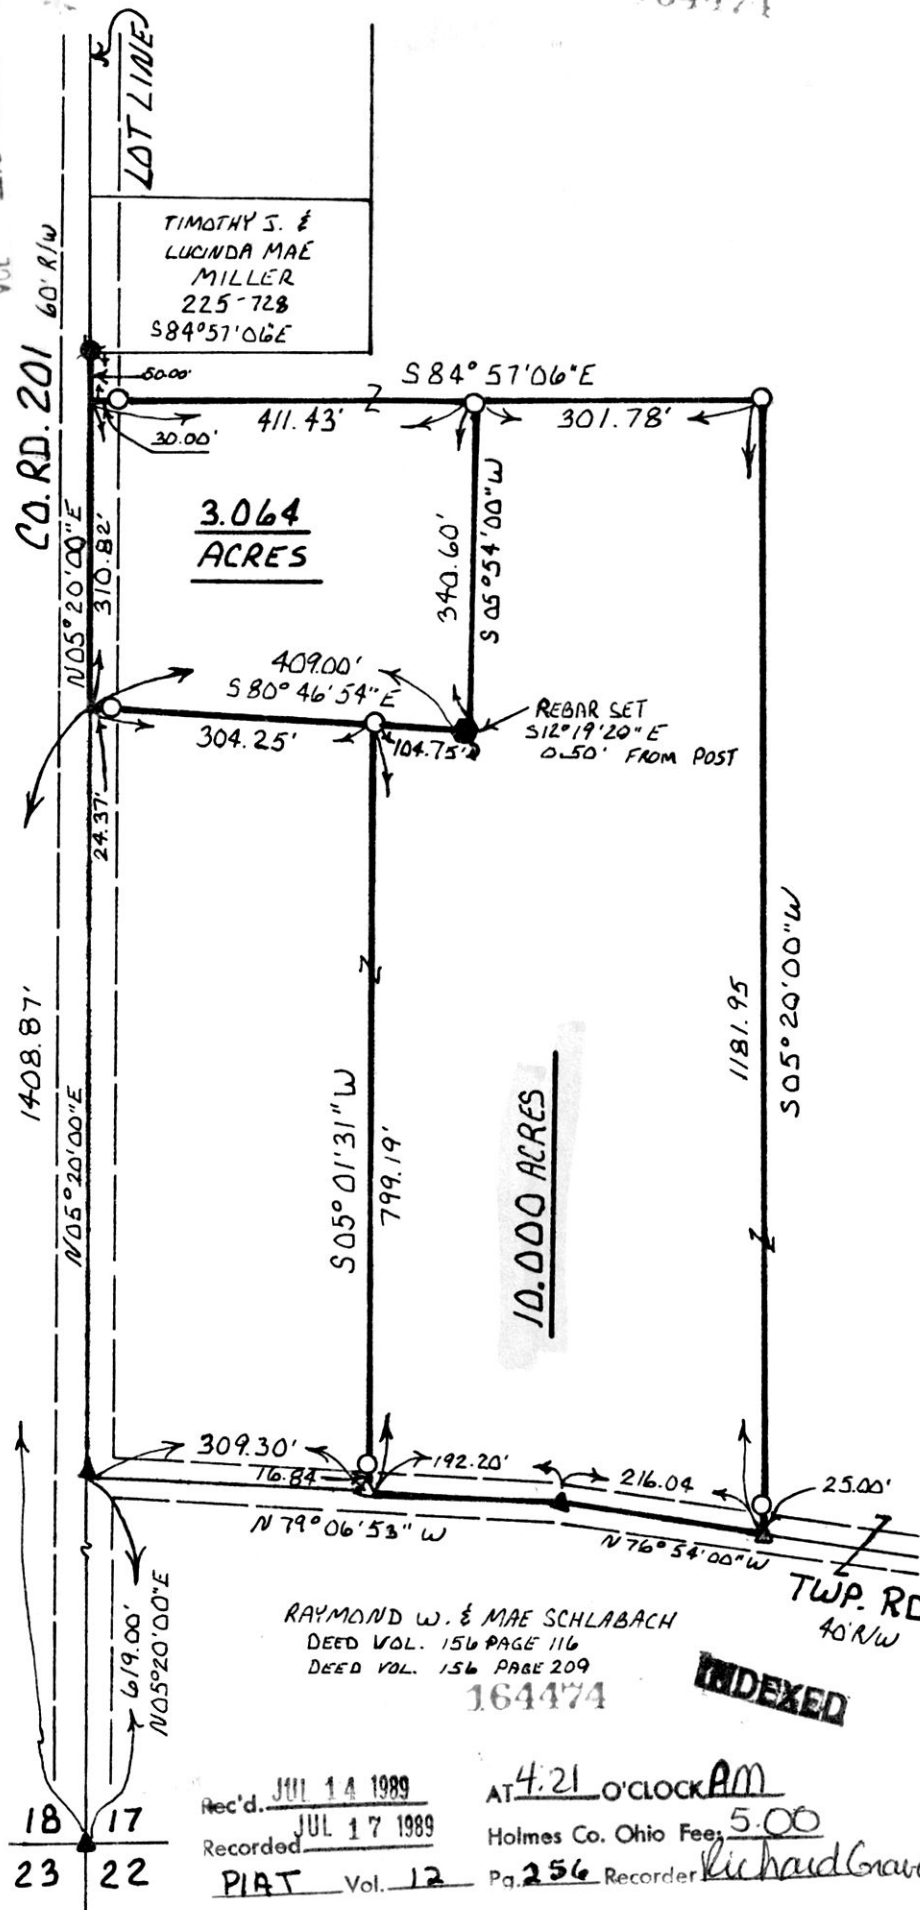 LOT LINE
TIMOTHY J. &
LUCINDA MAE
MILLER
225-728
S84°57'06"E
CO. RD. 201 60' R/W
50.00'
S84°57'06"E
30.00'
411.43'
301.78'
N05°20'00"E
310.82'
3.064
ACRES
340.60'
S05°54'00"W
409.00'
S80°46'54"E
304.25'
104.75'
REBAR SET
S12°19'20"E
0.50' FROM POST
24.37'
1408.87'
N05°20'00"E
S05°01'31"W
799.19'
10.000 ACRES
1181.95
S05°20'00"W
309.30'
16.84
192.20'
216.04
25.00'
N79°06'53"W
N76°54'00"W
TWP. RD
40' R/W
619.00'
N05°20'00"E
RAYMOND W. & MAE SCHLABACH
DEED VOL. 156 PAGE 116
DEED VOL. 156 PAGE 209
164474
INDEXED
18 17
23 22
Rec'd. JUL 14 1989 AT 4:21 O'CLOCK PM
Recorded JUL 17 1989 Holmes Co. Ohio Fee: 5.00
PlAT Vol. 12 Pg. 256 Recorder Richard Grav